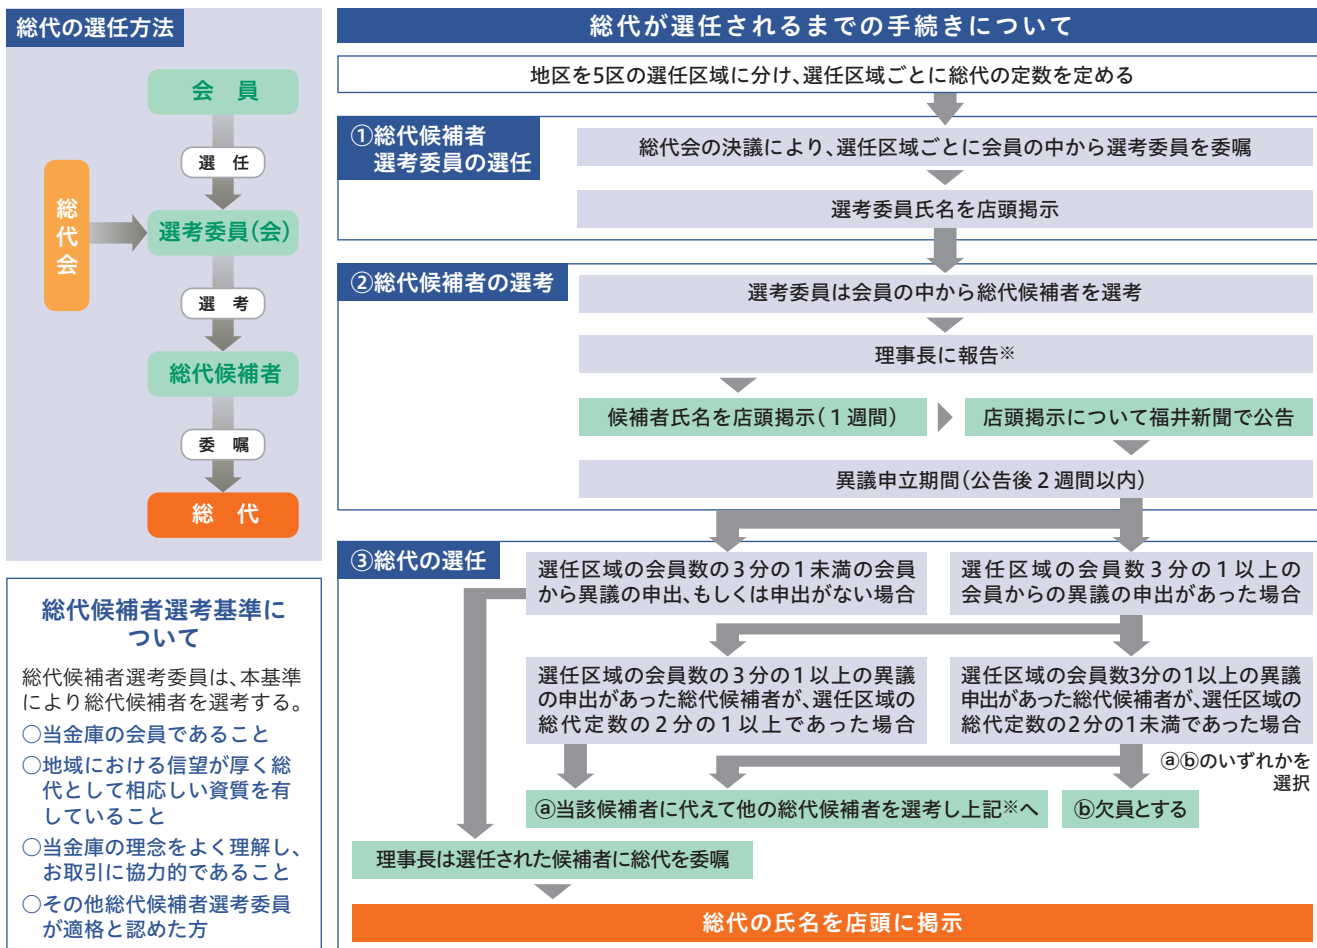 総代の選任方法
会 員
選 任
総代会
選考委員(会)
選 考
総代候補者
委 嘱
総 代
総代候補者選考基準に
ついて
総代候補者選考委員は、本基準
により総代候補者を選考する。
○当金庫の会員であること
○地域における信望が厚く総
代として相応しい資質を有
していること
○当金庫の理念をよく理解し、
お取引に協力的であること
○その他総代候補者選考委員
が適格と認めた方
総代が選任されるまでの手続きについて
地区を5区の選任区域に分け、選任区域ごとに総代の定数を定める
①総代候補者
選考委員の選任
総代会の決議により、選任区域ごとに会員の中から選考委員を委嘱
選考委員氏名を店頭掲示
②総代候補者の選考
選考委員は会員の中から総代候補者を選考
理事長に報告※
候補者氏名を店頭掲示(1週間)
店頭掲示について福井新聞で公告
異議申立期間(公告後2週間以内)
③総代の選任
選任区域の会員数の3分の1未満の会員
から異議の申出、もしくは申出がない場合
選任区域の会員数3分の1以上の
会員からの異議の申出があった場合
選任区域の会員数の3分の1以上の異議
の申出があった総代候補者が、選任区域の
総代定数の2分の1以上であった場合
選任区域の会員数3分の1以上の異議
申出があった総代候補者が、選任区域の
総代定数の2分の1未満であった場合
ⓐⓑのいずれかを
選択
ⓐ当該候補者に代えて他の総代候補者を選考し上記※へ
ⓑ欠員とする
理事長は選任された候補者に総代を委嘱
総代の氏名を店頭に掲示